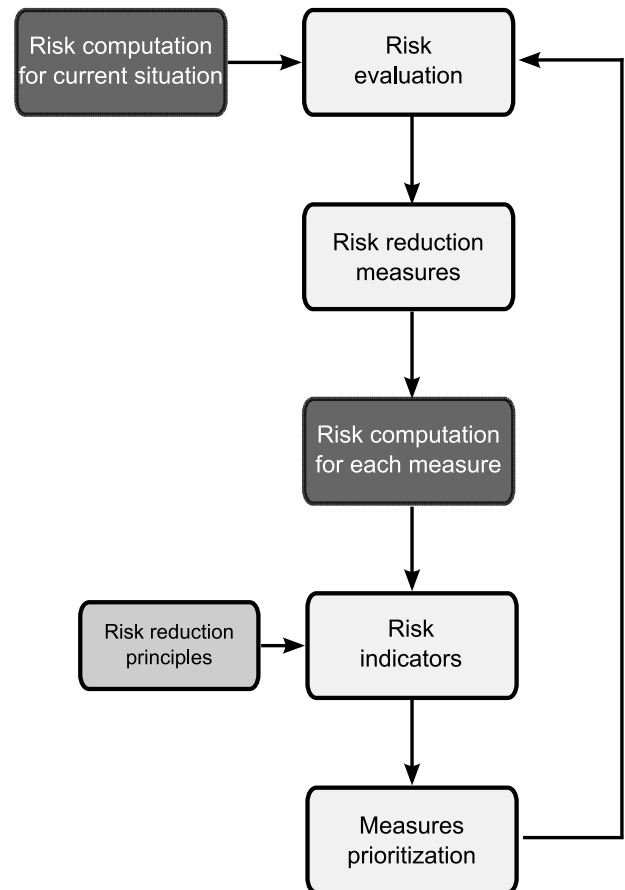 Risk computation
for current situation
Risk
evaluation
Risk reduction
measures
Risk computation
for each measure
Risk reduction
principles
Risk
indicators
Measures
prioritization